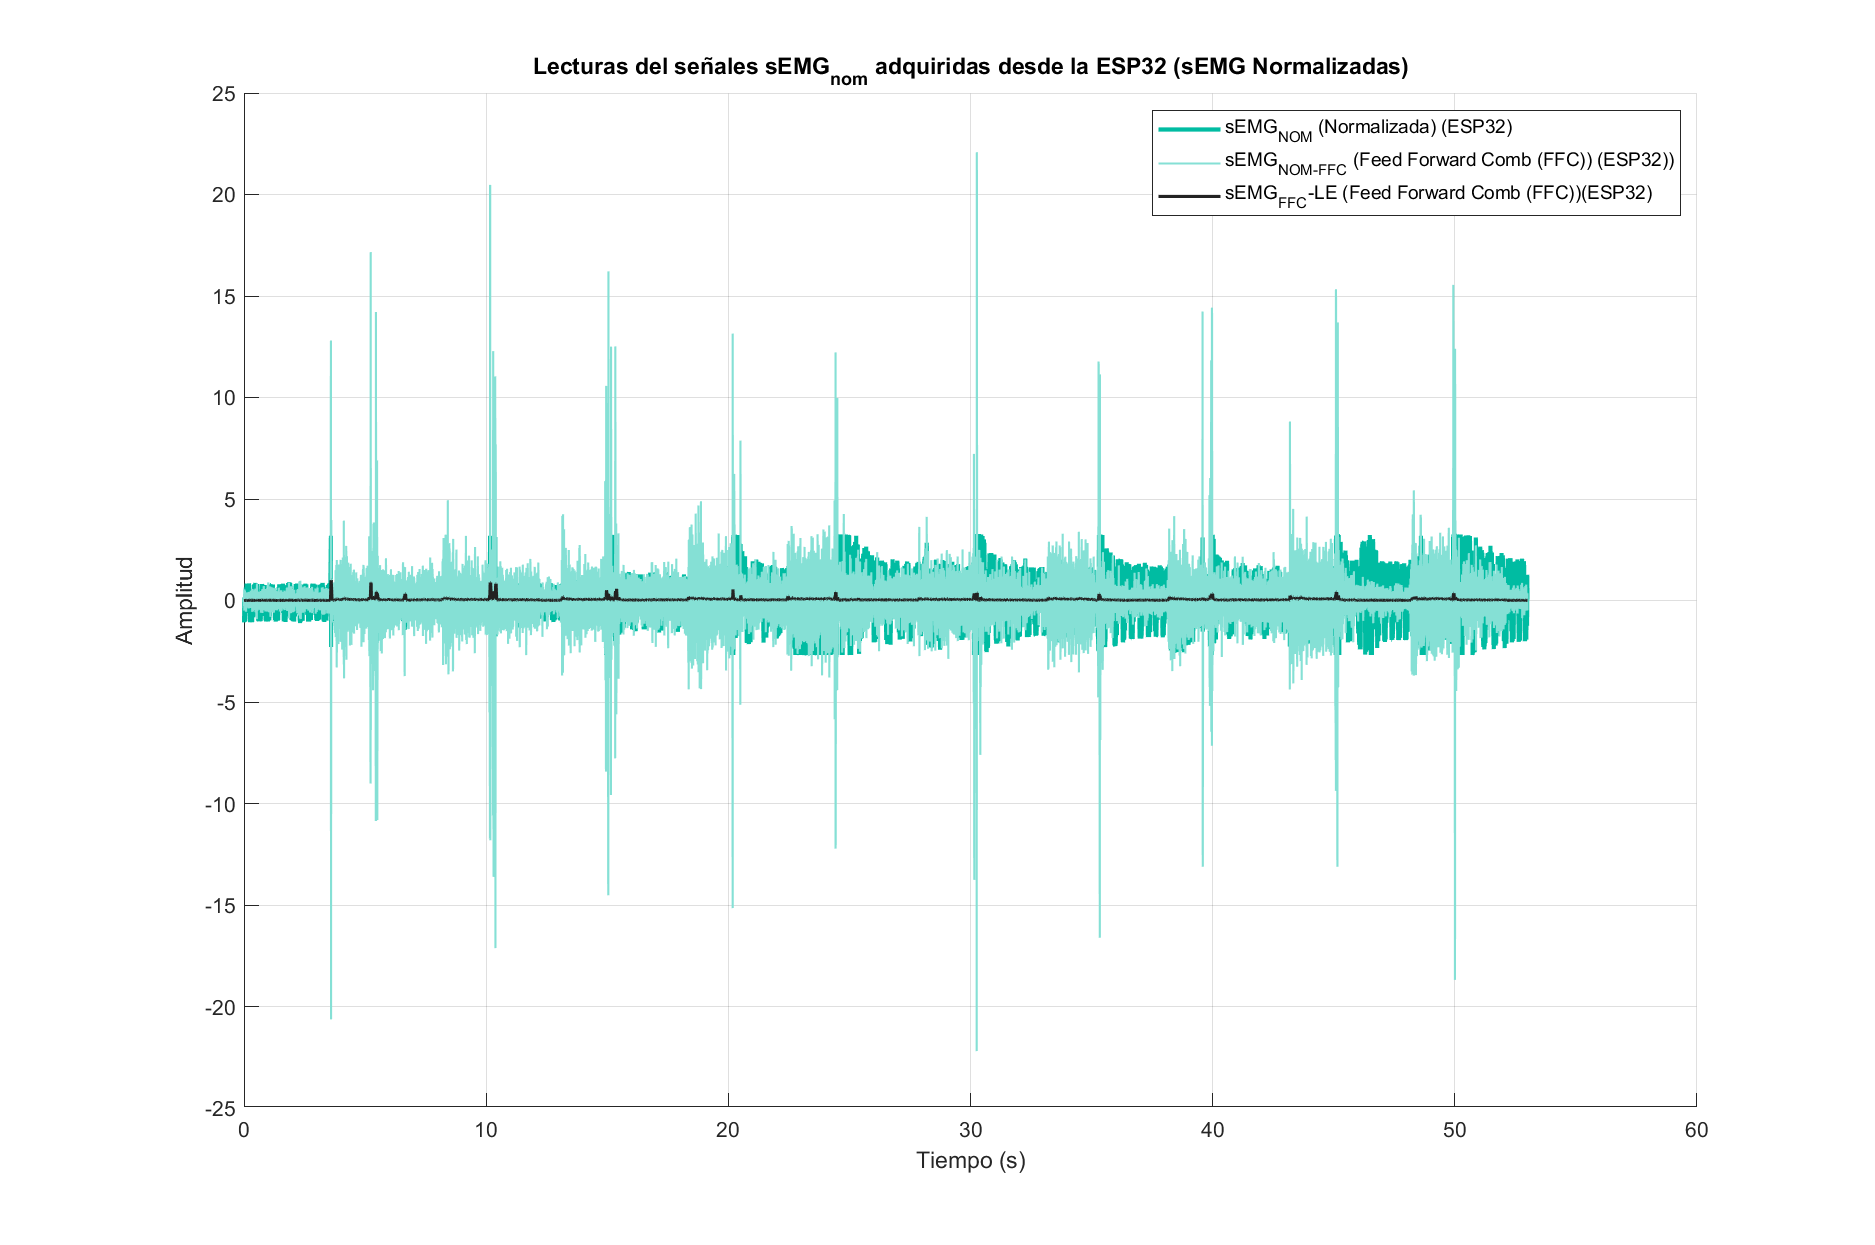 Lecturas del señales sEMGnom adquiridas desde la ESP32 (sEMG Normalizadas)
25
20
15
10
5
0
-5
-10
-15
-20
-25
Amplitud
sEMGNOM (Normalizada) (ESP32)
sEMGNOM-FFC (Feed Forward Comb (FFC)) (ESP32))
sEMGFFC-LE (Feed Forward Comb (FFC))(ESP32)
0 10 20 30 40 50 60
Tiempo (s)